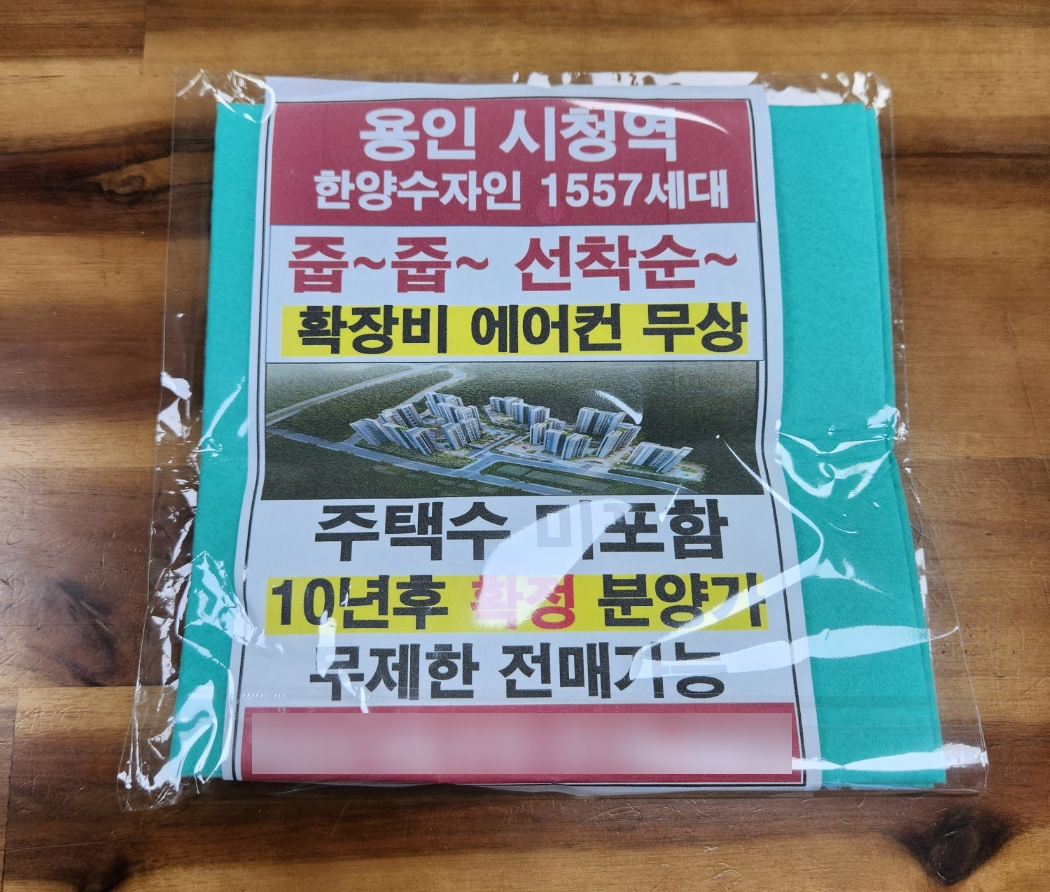 용인 시청역
한양수자인 1557세대
줍~줍~ 선착순~
확장비 에어컨 무상
주택수 미포함
10년후 확정 분양가
무제한 전매가능